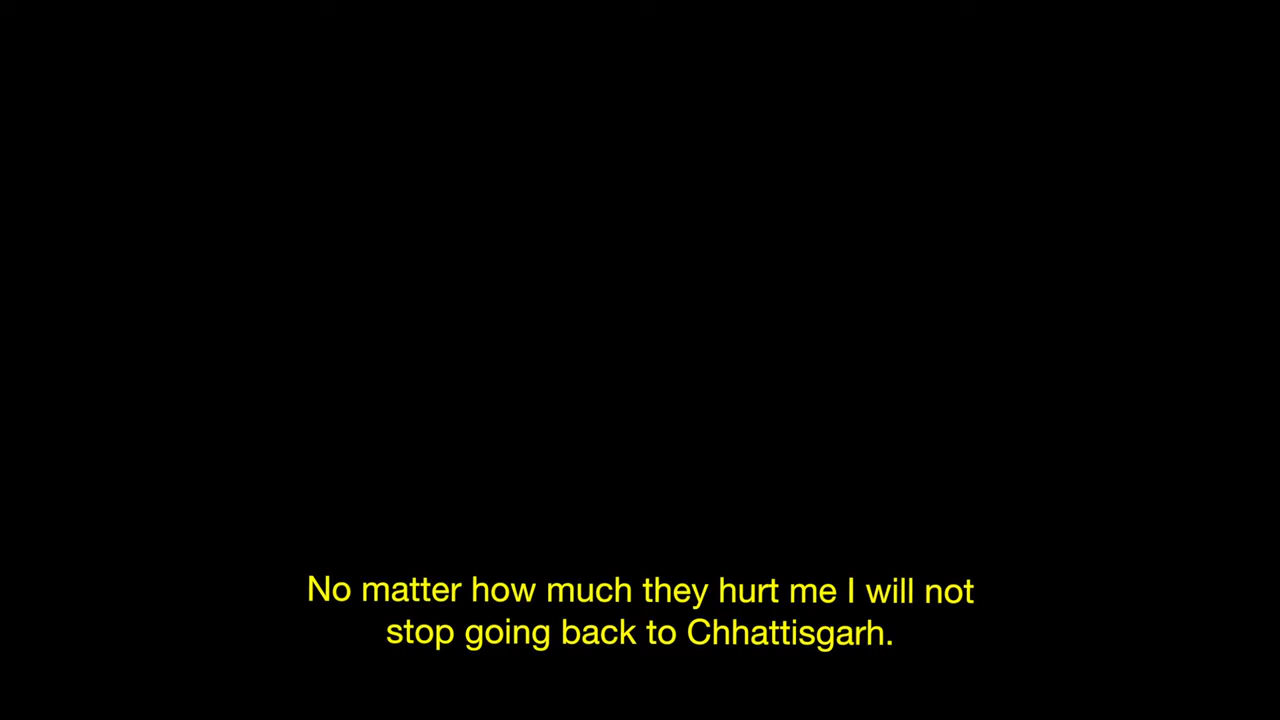 No matter how much they hurt me I will not
stop going back to Chhattisgarh.